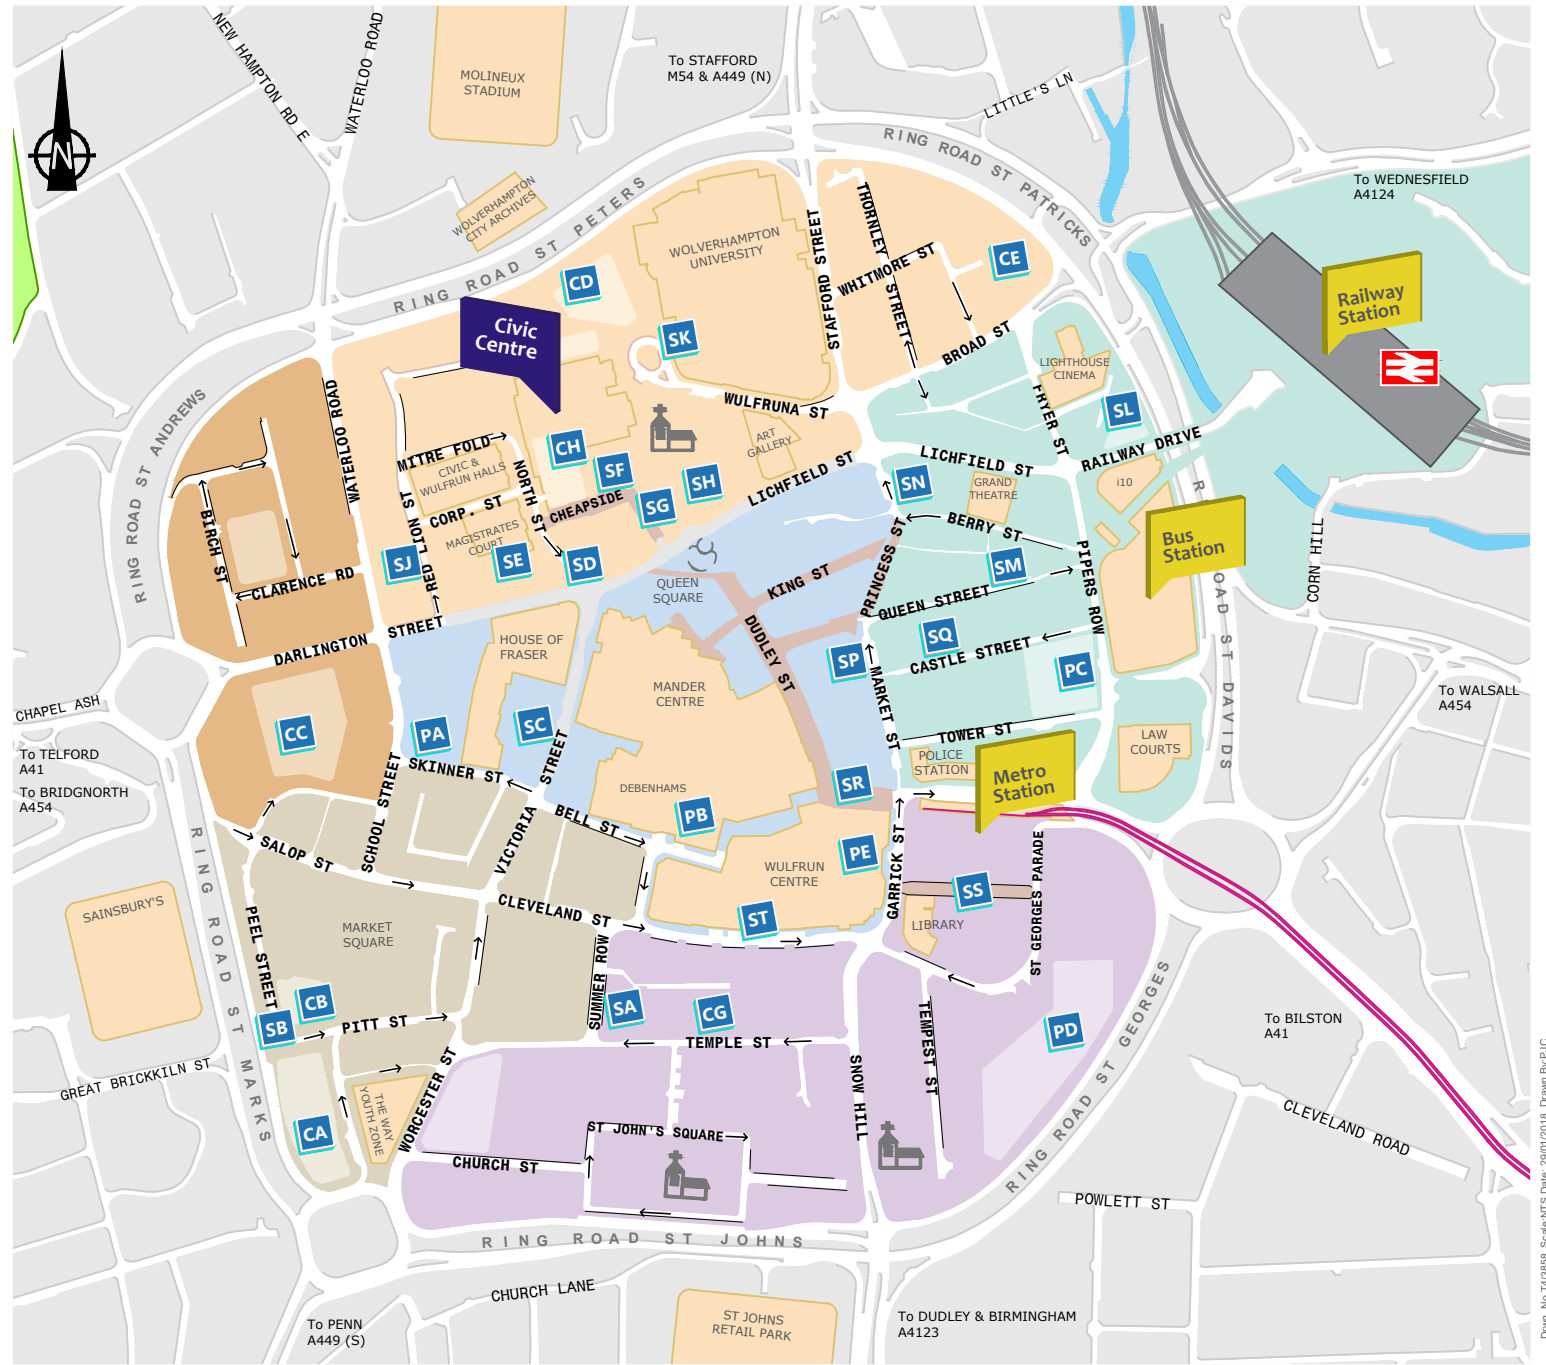 NEW HAMPTON RD E
WATERLOO ROAD
MOLINEUX
STADIUM
To STAFFORD
M54 & A449 (N)
LITTLE'S LN
RING ROAD ST PATRICKS
To WEDNESFIELD
A4124
N
WOLVERHAMPTON
CITY ARCHIVES
RING ROAD ST PETERS
WOLVERHAMPTON
UNIVERSITY
STAFFORD STREET
THORNLEY STREET
WHITMORE ST
CE
CD
SK
Civic
Centre
Railway
Station
BROAD ST
LIGHTHOUSE
CINEMA
FRYER ST
SL
RAILWAY DRIVE
RING ROAD ST ANDREWS
WATERLOO ROAD
WULFRUNA ST
ART
GALLERY
MITRE FOLD
CIVIC &
WULFRUN HALLS
CH
SF
SH
SG
LICHFIELD ST
LICHFIELD ST
SN
GRAND
THEATRE
i10
NORTH ST
CORP. ST
CHEAPSIDE
MAGISTRATES
COURT
SE
SD
SJ
RED LION ST
BIRCH ST
CLARENCE RD
BERRY ST
SM
PIPERS ROW
Bus
Station
CORN HILL
RING ROAD ST DAVIDS
QUEEN
SQUARE
KING ST
PRINCESS ST
QUEEN STREET
DARLINGTON STREET
HOUSE OF
FRASER
DUDLEY ST
SQ
CASTLE STREET
PC
SP
MARKET ST
MANDER
CENTRE
CHAPEL ASH
To TELFORD
A41
To BRIDGNORTH
A454
CC
PA
SC
SKINNER ST
VICTORIA STREET
SCHOOL STREET
TOWER ST
POLICE
STATION
Metro
Station
LAW
COURTS
To WALSALL
A454
DEBENHAMS
PB
SR
BELL ST
SALOP ST
WULFRUN
CENTRE
PE
GARRICK ST
SS
LIBRARY
ST GEORGES PARADE
SAINSBURY'S
RING ROAD ST MARKS
PEEL STREET
MARKET
SQUARE
CLEVELAND ST
ST
SUMMER ROW
CB
SB
PITT ST
SA
CG
TEMPLE ST
TEMPEST ST
PD
RING ROAD ST GEORGES
To BILSTON
A41
GREAT BRICKKILN ST
CA
THE WAY
YOUTH ZONE
WORCESTER ST
SNOW HILL
CLEVELAND ROAD
ST JOHN'S SQUARE
CHURCH ST
POWLETT ST
RING ROAD ST JOHNS
CHURCH LANE
To PENN
A449 (S)
ST JOHNS
RETAIL PARK
To DUDLEY & BIRMINGHAM
A4123